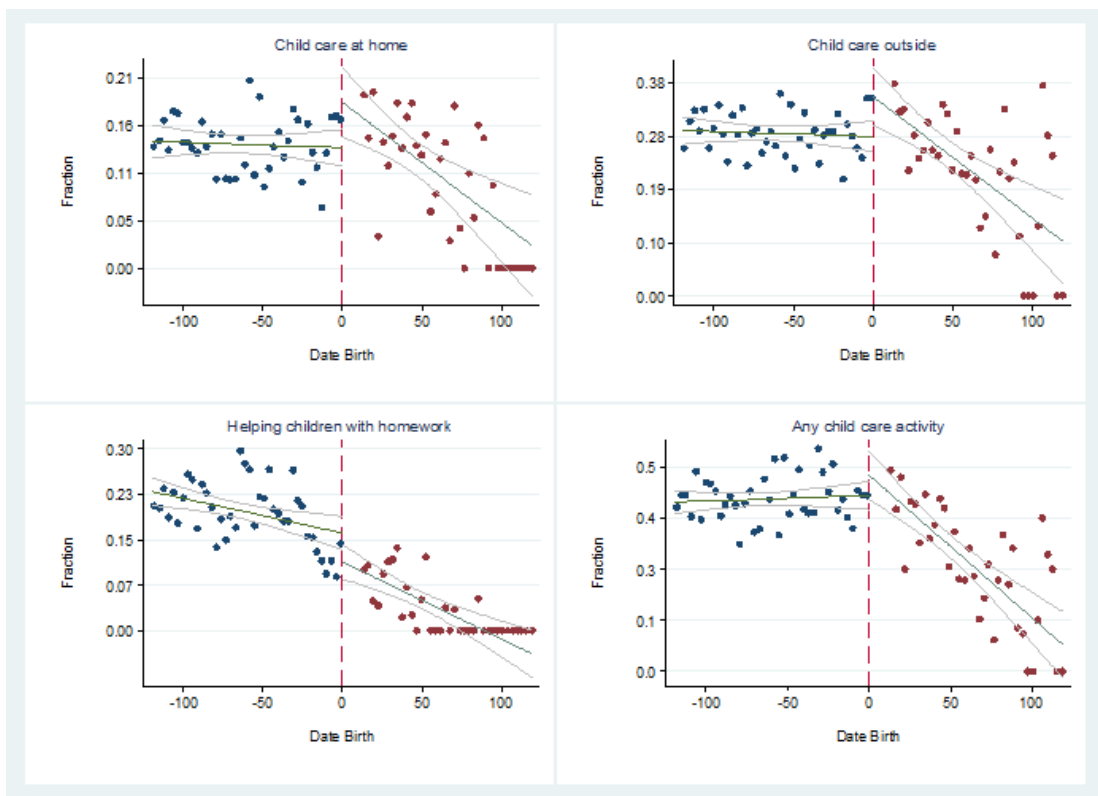 Child care at home
0.21
0.16
0.11
0.05
0.00
Fraction
-100 -50 0 50 100
Date Birth
Child care outside
0.38
0.28
0.19
0.10
0.00
Fraction
-100 -50 0 50 100
Date Birth
Helping children with homework
0.30
0.23
0.15
0.07
0.00
Fraction
-100 -50 0 50 100
Date Birth
Any child care activity
0.5
0.4
0.3
0.1
0.0
Fraction
-100 -50 0 50 100
Date Birth